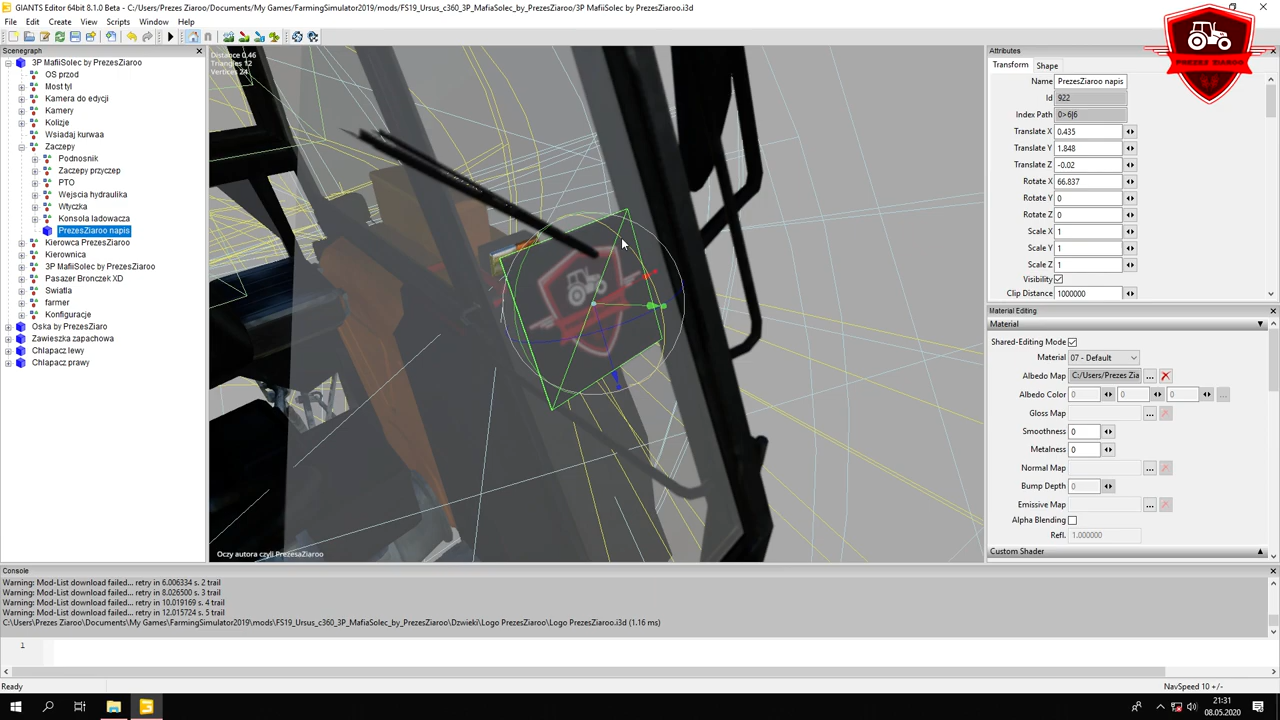 GIANTS Editor 64bit 8.1.0 Beta - C:/Users/Prezes Ziaroo/Documents/My Games/FarmingSimulator2019/mods/FS19_Ursus_c360_3P_MafiaSolec_by_PrezesZiaroo/3P MafiiSolec by PrezesZiaroo.i3d
File Edit Create View Scripts Window Help
Scenegraph
3P MafiiSolec by PrezesZiaroo
OS przod
Most tyl
Kamera do edycji
Kamery
Kolizje
Wsiadaj kurwaa
Zaczepy
Podnosnik
Zaczepy przyczep
PTO
Wejscia hydraulika
Wtyczka
Konsola ladowacza
PrezesZiaroo napis
Kierowca PrezesZiaroo
Kierownica
3P MafiiSolec by PrezesZiaroo
Pasazer Bronczek XD
Swiatla
farmer
Konfiguracje
Oska by PrezesZiaro
Zawieszka zapachowa
Chlapacz lewy
Chlapacz prawy
Distance 0.46
Triangles 12
Vertices 24
Oczy autora czyli PrezesaZiaroo
PREZES ZIAROO
Attributes
Transform Shape
Name PrezesZiaroo napis
Id 922
Index Path 0>6|6
Translate X 0.435
Translate Y 1.848
Translate Z -0.02
Rotate X 66.837
Rotate Y 0
Rotate Z 0
Scale X 1
Scale Y 1
Scale Z 1
Visibility
Clip Distance 1000000
Material Editing
Material
Shared-Editing Mode
Material 07 - Default
Albedo Map C:/Users/Prezes Zia ...
Albedo Color 0 0 0 ...
Gloss Map ...
Smoothness 0
Metalness 0
Normal Map ...
Bump Depth 0
Emissive Map ...
Alpha Blending
Refl. 1.000000
Custom Shader
Console
Warning: Mod-List download failed... retry in 6.006334 s. 2 trail
Warning: Mod-List download failed... retry in 8.026500 s. 3 trail
Warning: Mod-List download failed... retry in 10.019169 s. 4 trail
Warning: Mod-List download failed... retry in 12.015724 s. 5 trail
C:\Users\Prezes Ziaroo\Documents\My Games\FarmingSimulator2019\mods\FS19_Ursus_c360_3P_MafiaSolec_by_PrezesZiaroo\Dzwieki\Logo PrezesZiaroo\Logo PrezesZiaroo.i3d (1.16 ms)
1
Ready
NavSpeed 10 +/-
21:31
08.05.2020